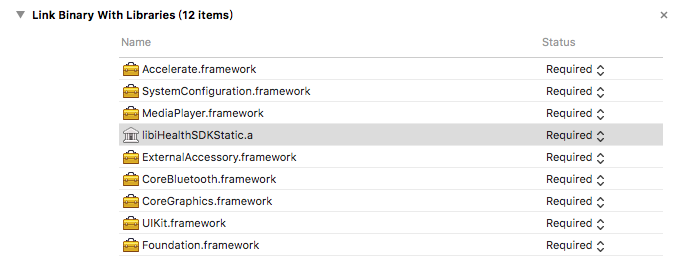 Link Binary With Libraries (12 items)
Name Status
Accelerate.framework Required
SystemConfiguration.framework Required
MediaPlayer.framework Required
libiHealthSDKStatic.a Required
ExternalAccessory.framework Required
CoreBluetooth.framework Required
CoreGraphics.framework Required
UIKit.framework Required
Foundation.framework Required